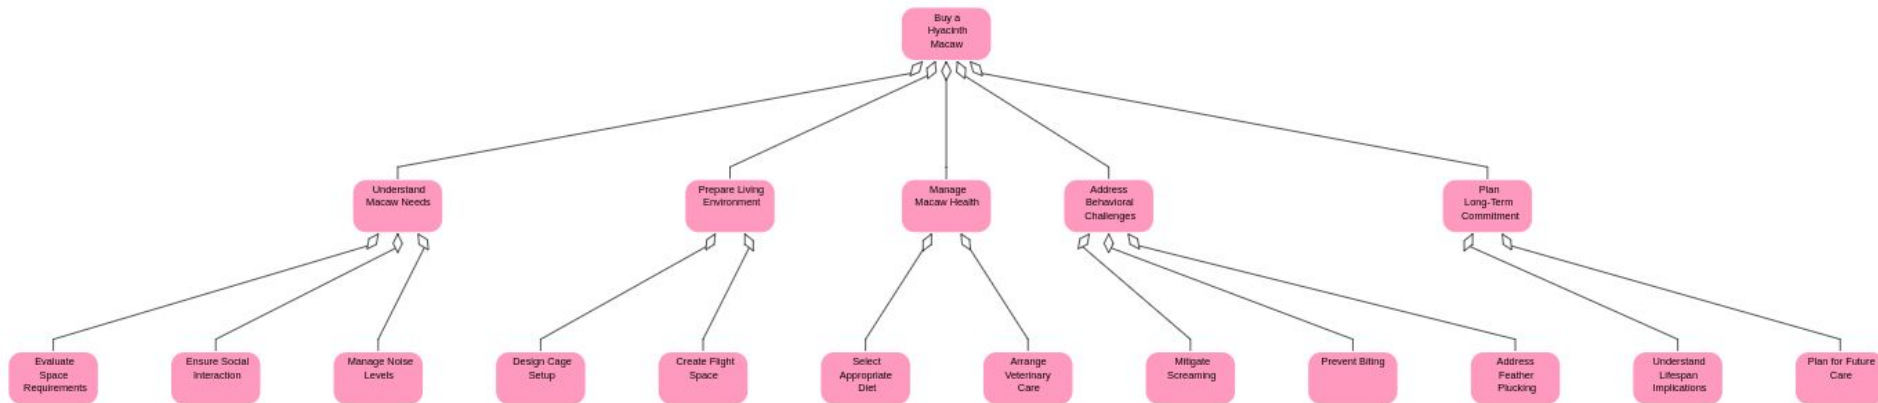 Buy a
Hyacinth
Macaw
Understand
Macaw Needs
Prepare Living
Environment
Manage
Macaw Health
Address
Behavioral
Challenges
Plan
Long-Term
Commitment
Evaluate
Space
Requirements
Ensure Social
Interaction
Manage Noise
Levels
Design Cage
Setup
Create Flight
Space
Select
Appropriate
Diet
Arrange
Veterinary
Care
Mitigate
Screaming
Prevent Biting
Address
Feather
Plucking
Understand
Lifespan
Implications
Plan for Future
Care